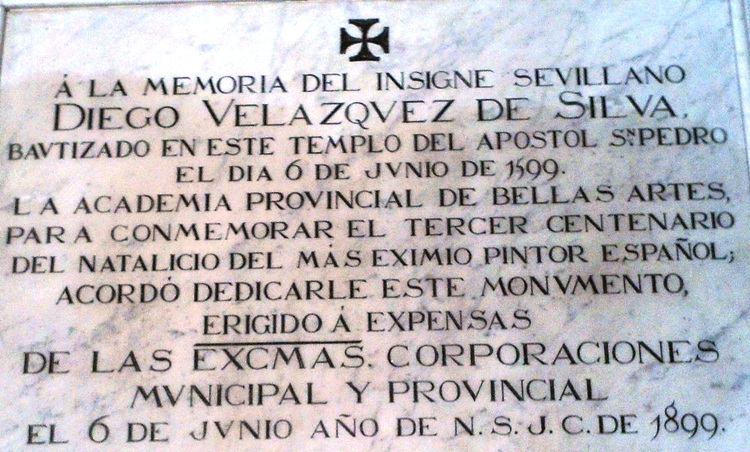 Á LA MEMORIA DEL INSIGNE SEVILLANO
DIEGO VELAZQVEZ DE SILVA,
BAVTIZADO EN ESTE TEMPLO DEL APOSTOL SN. PEDRO
EL DIA 6 DE JVNIO DE 1599.
LA ACADEMIA PROVINCIAL DE BELLAS ARTES,
PARA CONMEMORAR EL TERCER CENTENARIO
DEL NATALICIO DEL MÁS EXIMIO PINTOR ESPAÑOL;
ACORDÓ DEDICARLE ESTE MONVMENTO,
ERIGIDO Á EXPENSAS
DE LAS EXCMAS. CORPORACIONES
MVNICIPAL Y PROVINCIAL
EL 6 DE JVNIO AÑO DE N.S.J.C. DE 1899.